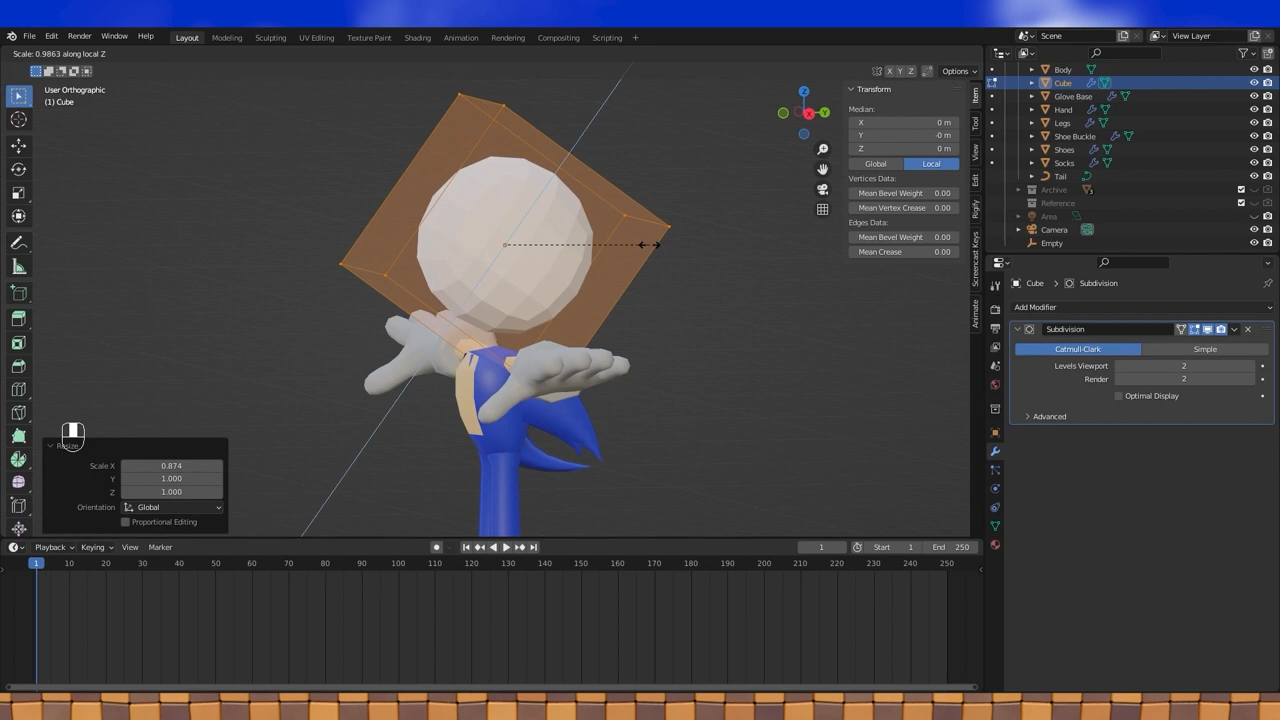 File Edit Render Window Help Layout Modeling Sculpting UV Editing Texture Paint Shading Animation Rendering Compositing Scripting + Scene View Layer
Scale: 0.9863 along local Z
X Y Z Options
User Orthographic
(1) Cube
Transform
Median:
X 0 m
Y -0 m
Z 0 m
Global Local
Vertices Data:
Mean Bevel Weight 0.00
Mean Vertex Crease 0.00
Edges Data:
Mean Bevel Weight 0.00
Mean Crease 0.00
Z
Y
X
Item
Tool
View
Edit
Rigify
Screencast Keys
Animate
Body
Cube
Glove Base
Hand
Legs
Shoe Buckle
Shoes
Socks
Tail
Archive
Reference
Area
Camera
Empty
Cube > Subdivision
Add Modifier
Subdivision
Catmull-Clark Simple
Levels Viewport 2
Render 2
Optimal Display
Advanced
Resize
Scale X 0.874
Y 1.000
Z 1.000
Orientation Global
Proportional Editing
Playback Keying View Marker 1 Start 1 End 250
1 10 20 30 40 50 60 70 80 90 100 110 120 130 140 150 160 170 180 190 200 210 220 230 240 250